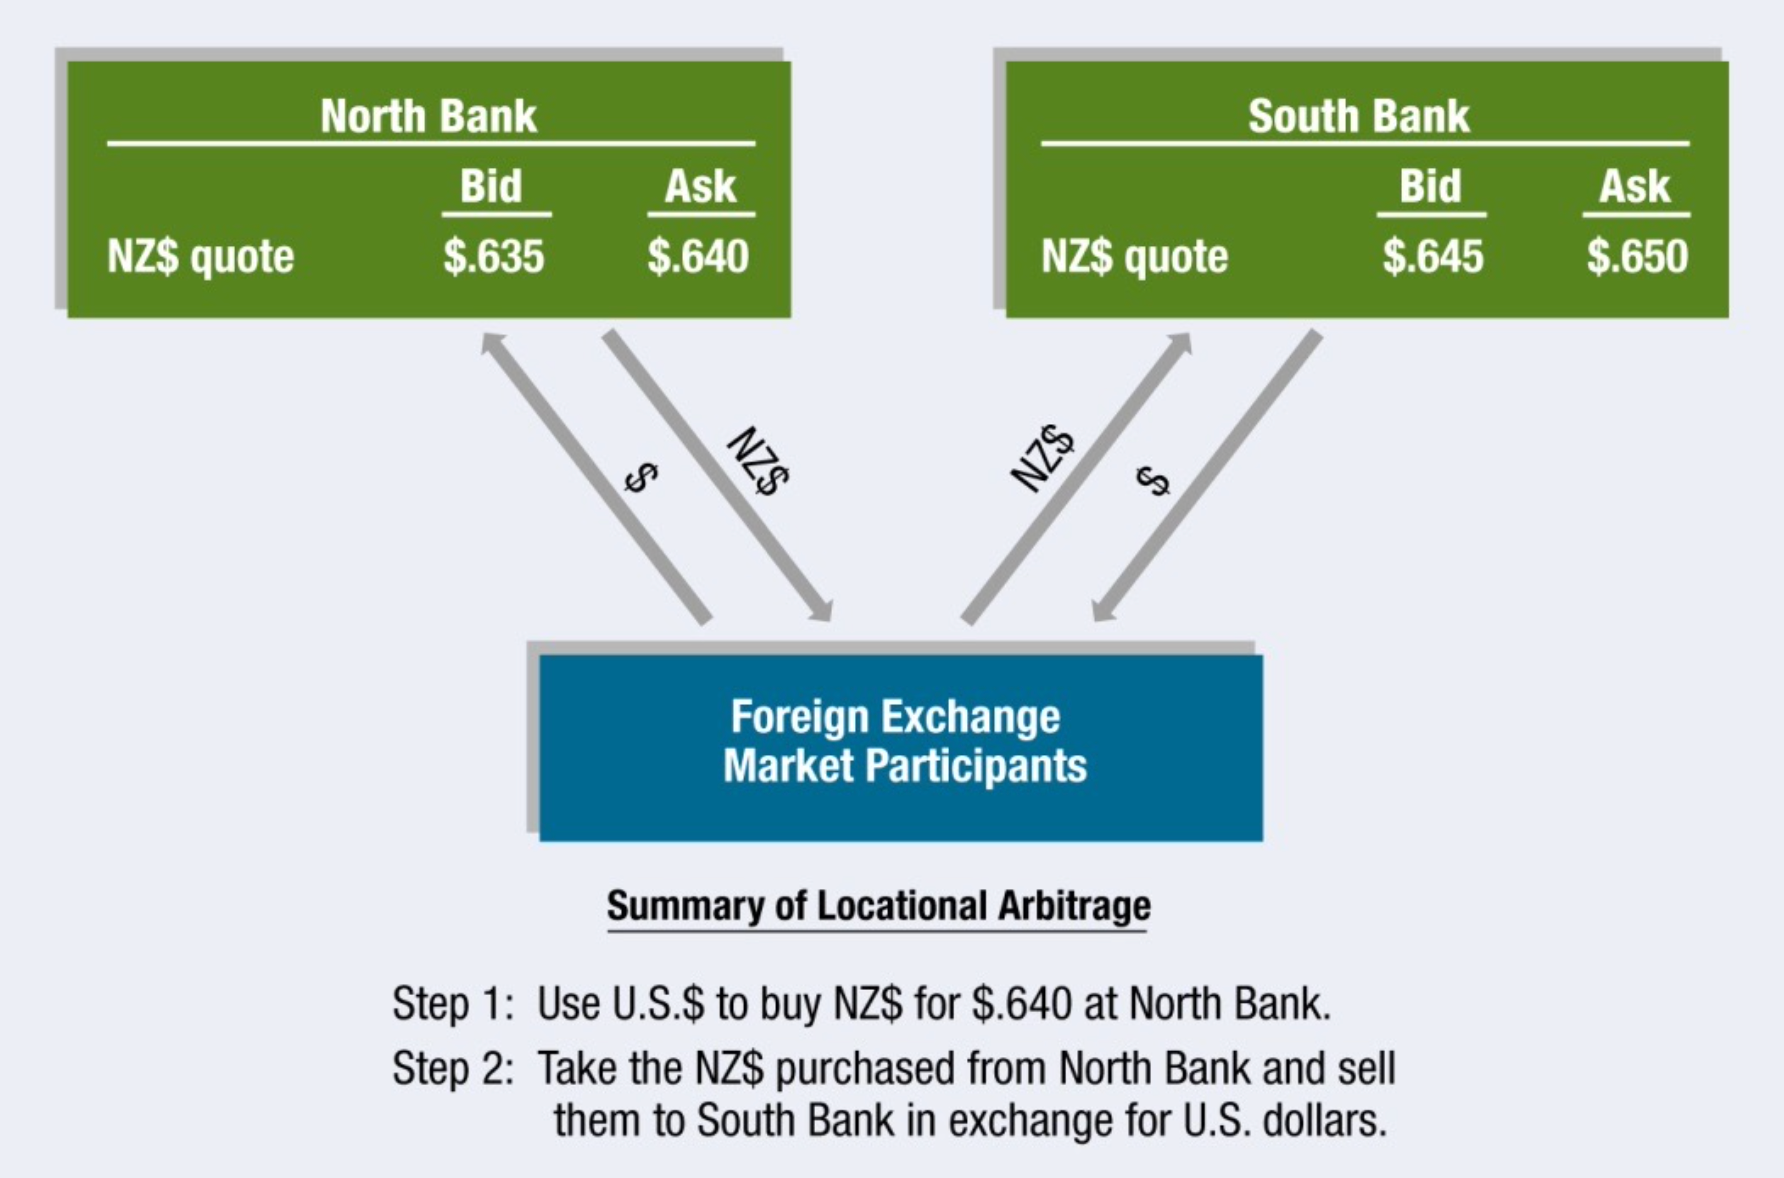 North Bank
Bid Ask
NZ$ quote $.635 $.640
South Bank
Bid Ask
NZ$ quote $.645 $.650
$
NZ$
NZ$
$
Foreign Exchange
Market Participants
Summary of Locational Arbitrage
Step 1: Use U.S.$ to buy NZ$ for $.640 at North Bank.
Step 2: Take the NZ$ purchased from North Bank and sell
them to South Bank in exchange for U.S. dollars.